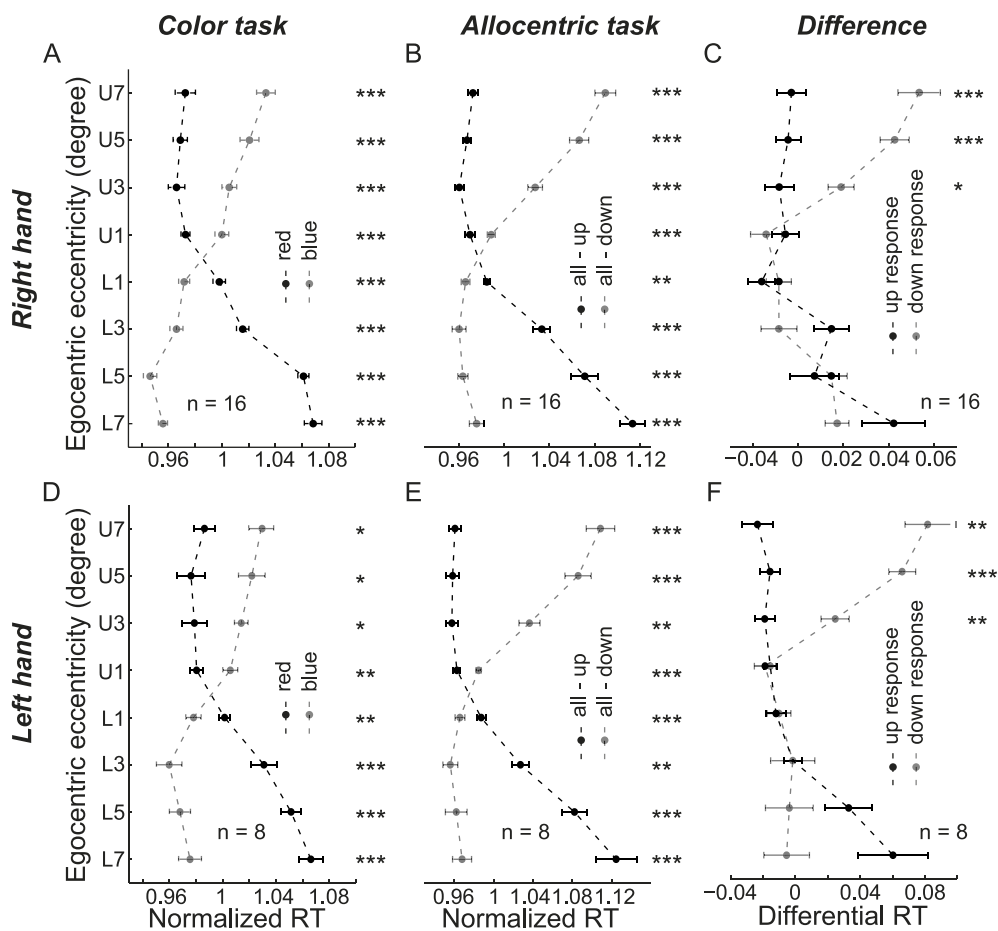 Color task
Allocentric task
Difference
Right hand
A
Egocentric eccentricity (degree)
U7
***
U5
***
U3
***
U1
***
L1
***
L3
***
L5
***
L7
***
red
blue
n = 16
0.96
1
1.04
1.08
B
***
***
***
***
**
***
***
***
all - up
all - down
n = 16
0.96
1
1.04
1.08
1.12
C
***
***
*
up response
down response
n = 16
−0.04
0
0.02
0.04
0.06
Left hand
D
Egocentric eccentricity (degree)
U7
*
U5
*
U3
*
U1
**
L1
**
L3
***
L5
***
L7
***
red
blue
n = 8
0.96
1
1.04
1.08
Normalized RT
E
***
***
**
***
***
**
***
***
all - up
all - down
n = 8
0.96
1
1.04
1.08
1.12
Normalized RT
F
**
***
**
up response
down response
n = 8
−0.04
0
0.04
0.08
Differential RT